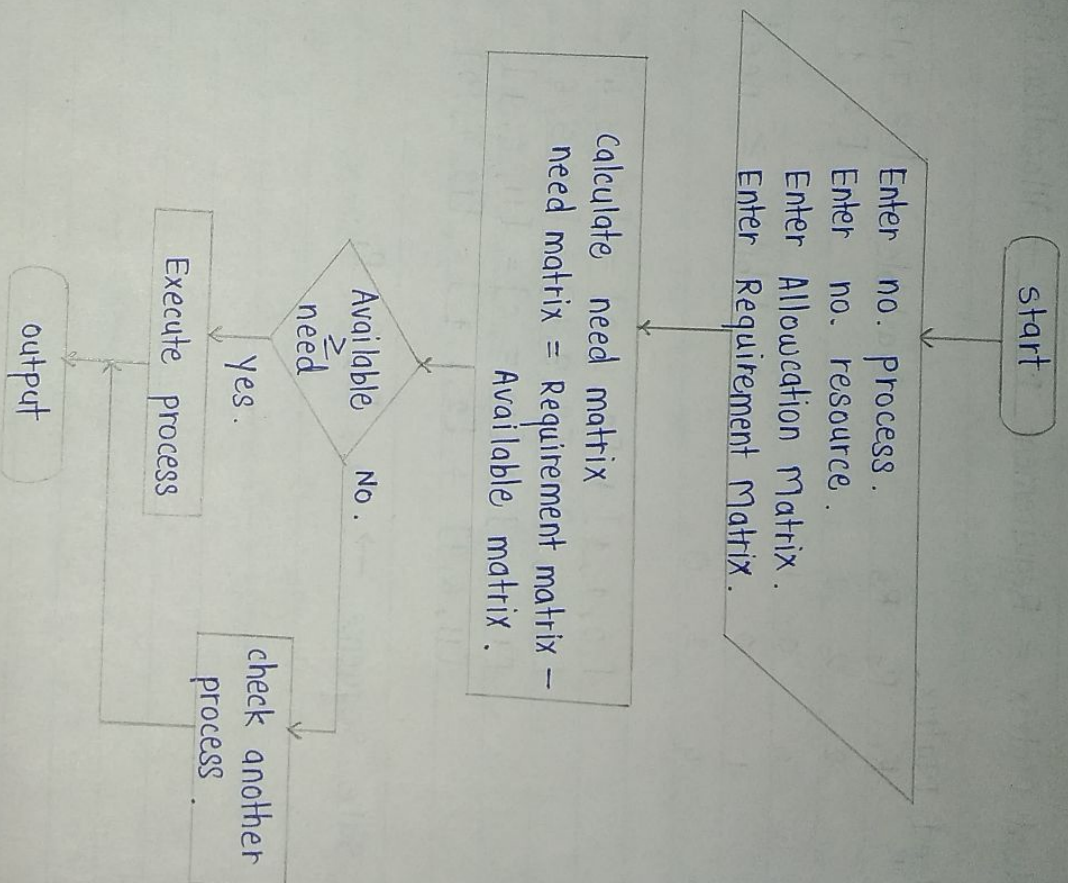 Start
Enter no. process.
Enter no. resource.
Enter Allowcation Matrix.
Enter Requirement Matrix.
Calculate need matrix
need matrix = Requirement matrix -
Available matrix.
Available
≥
need
No.
Yes.
Execute process
check another
process.
output